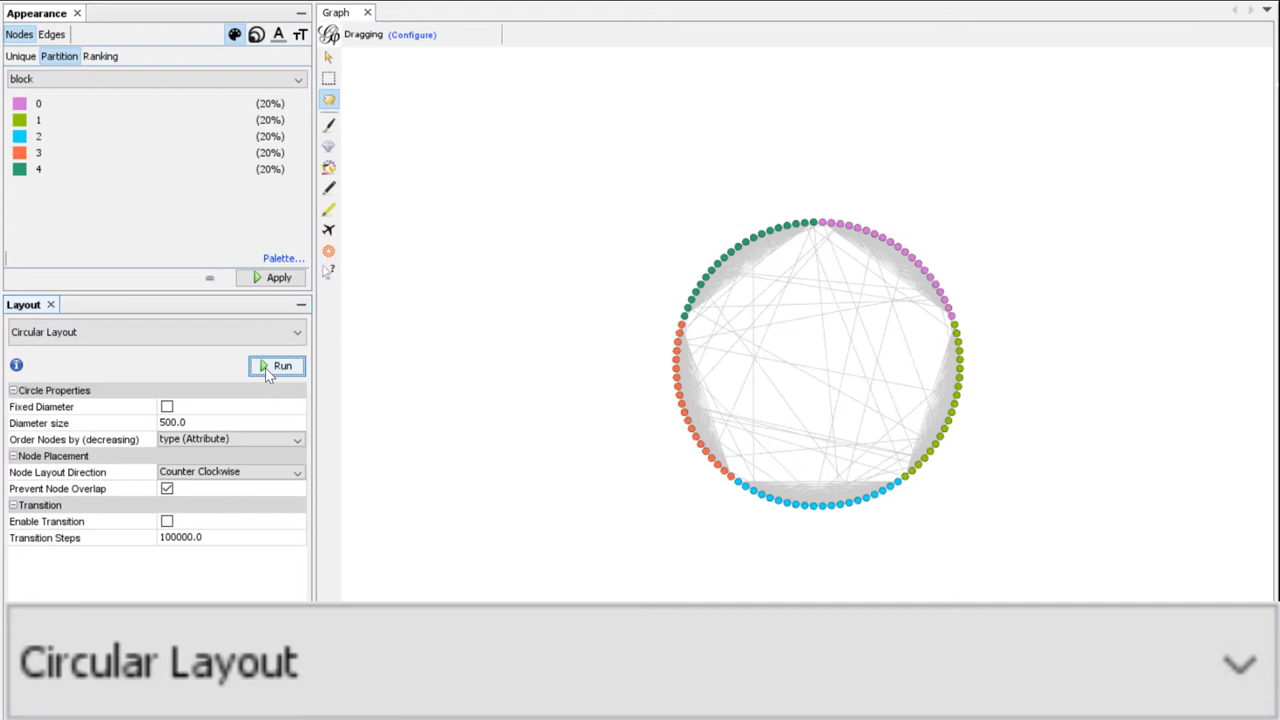 Appearance
Nodes Edges A TT
Unique Partition Ranking
block
0 (20%)
1 (20%)
2 (20%)
3 (20%)
4 (20%)
Palette...
Apply
Layout
Circular Layout
Run
Circle Properties
Fixed Diameter
Diameter size 500.0
Order Nodes by (decreasing) type (Attribute)
Node Placement
Node Layout Direction Counter Clockwise
Prevent Node Overlap
Transition
Enable Transition
Transition Steps 100000.0
Graph
Dragging (Configure)
Circular Layout